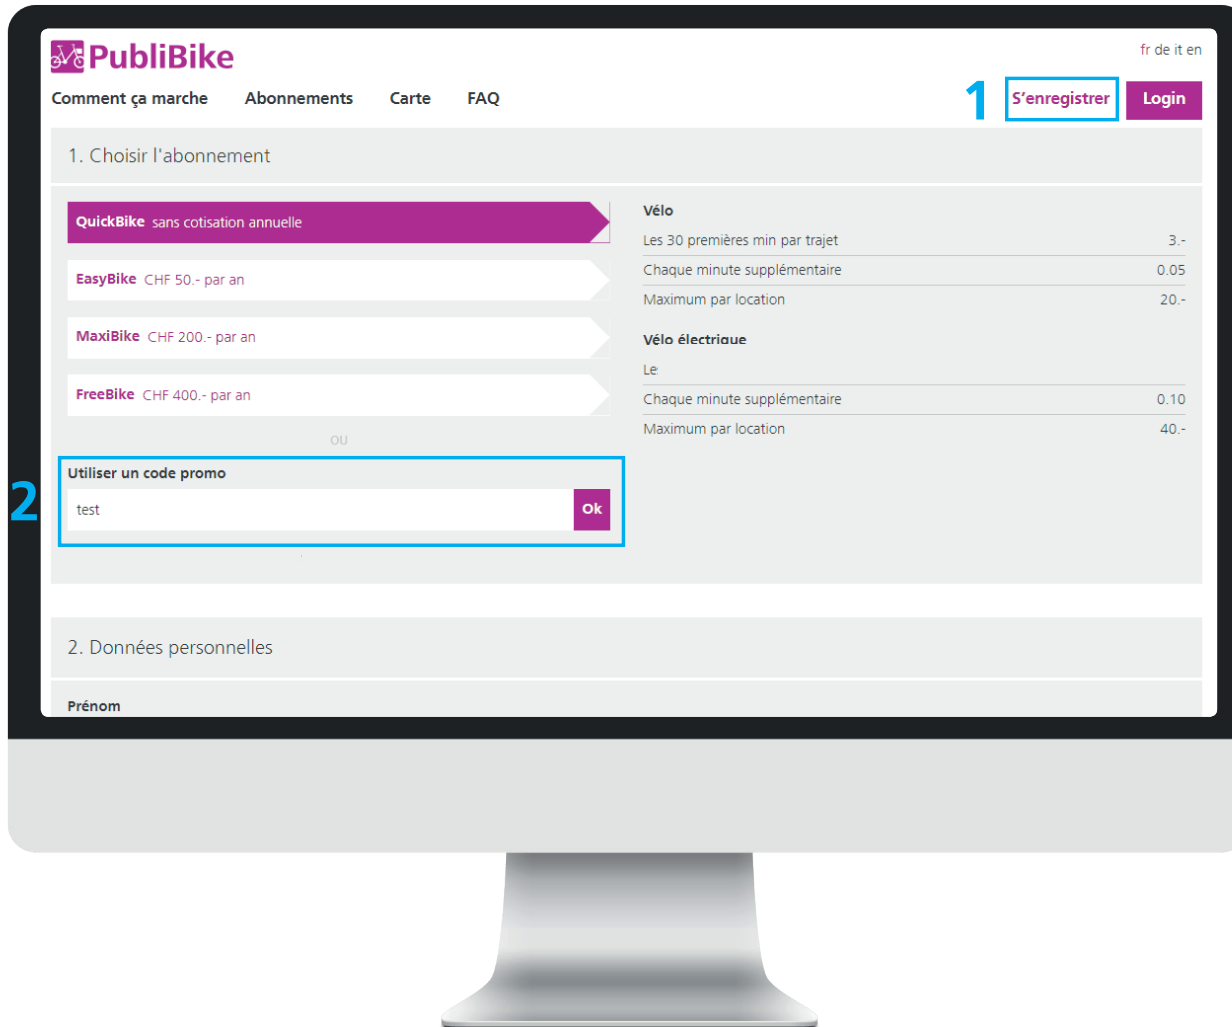 PubliBike
fr de it en
Comment ça marche Abonnements Carte FAQ
1 S'enregistrer Login
1. Choisir l'abonnement
QuickBike sans cotisation annuelle
EasyBike CHF 50.- par an
MaxiBike CHF 200.- par an
FreeBike CHF 400.- par an
OU
Utiliser un code promo
2
test Ok
Vélo
Les 30 premières min par trajet 3.-
Chaque minute supplémentaire 0.05
Maximum par location 20.-
Vélo électrique
Le
Chaque minute supplémentaire 0.10
Maximum par location 40.-
2. Données personnelles
Prénom